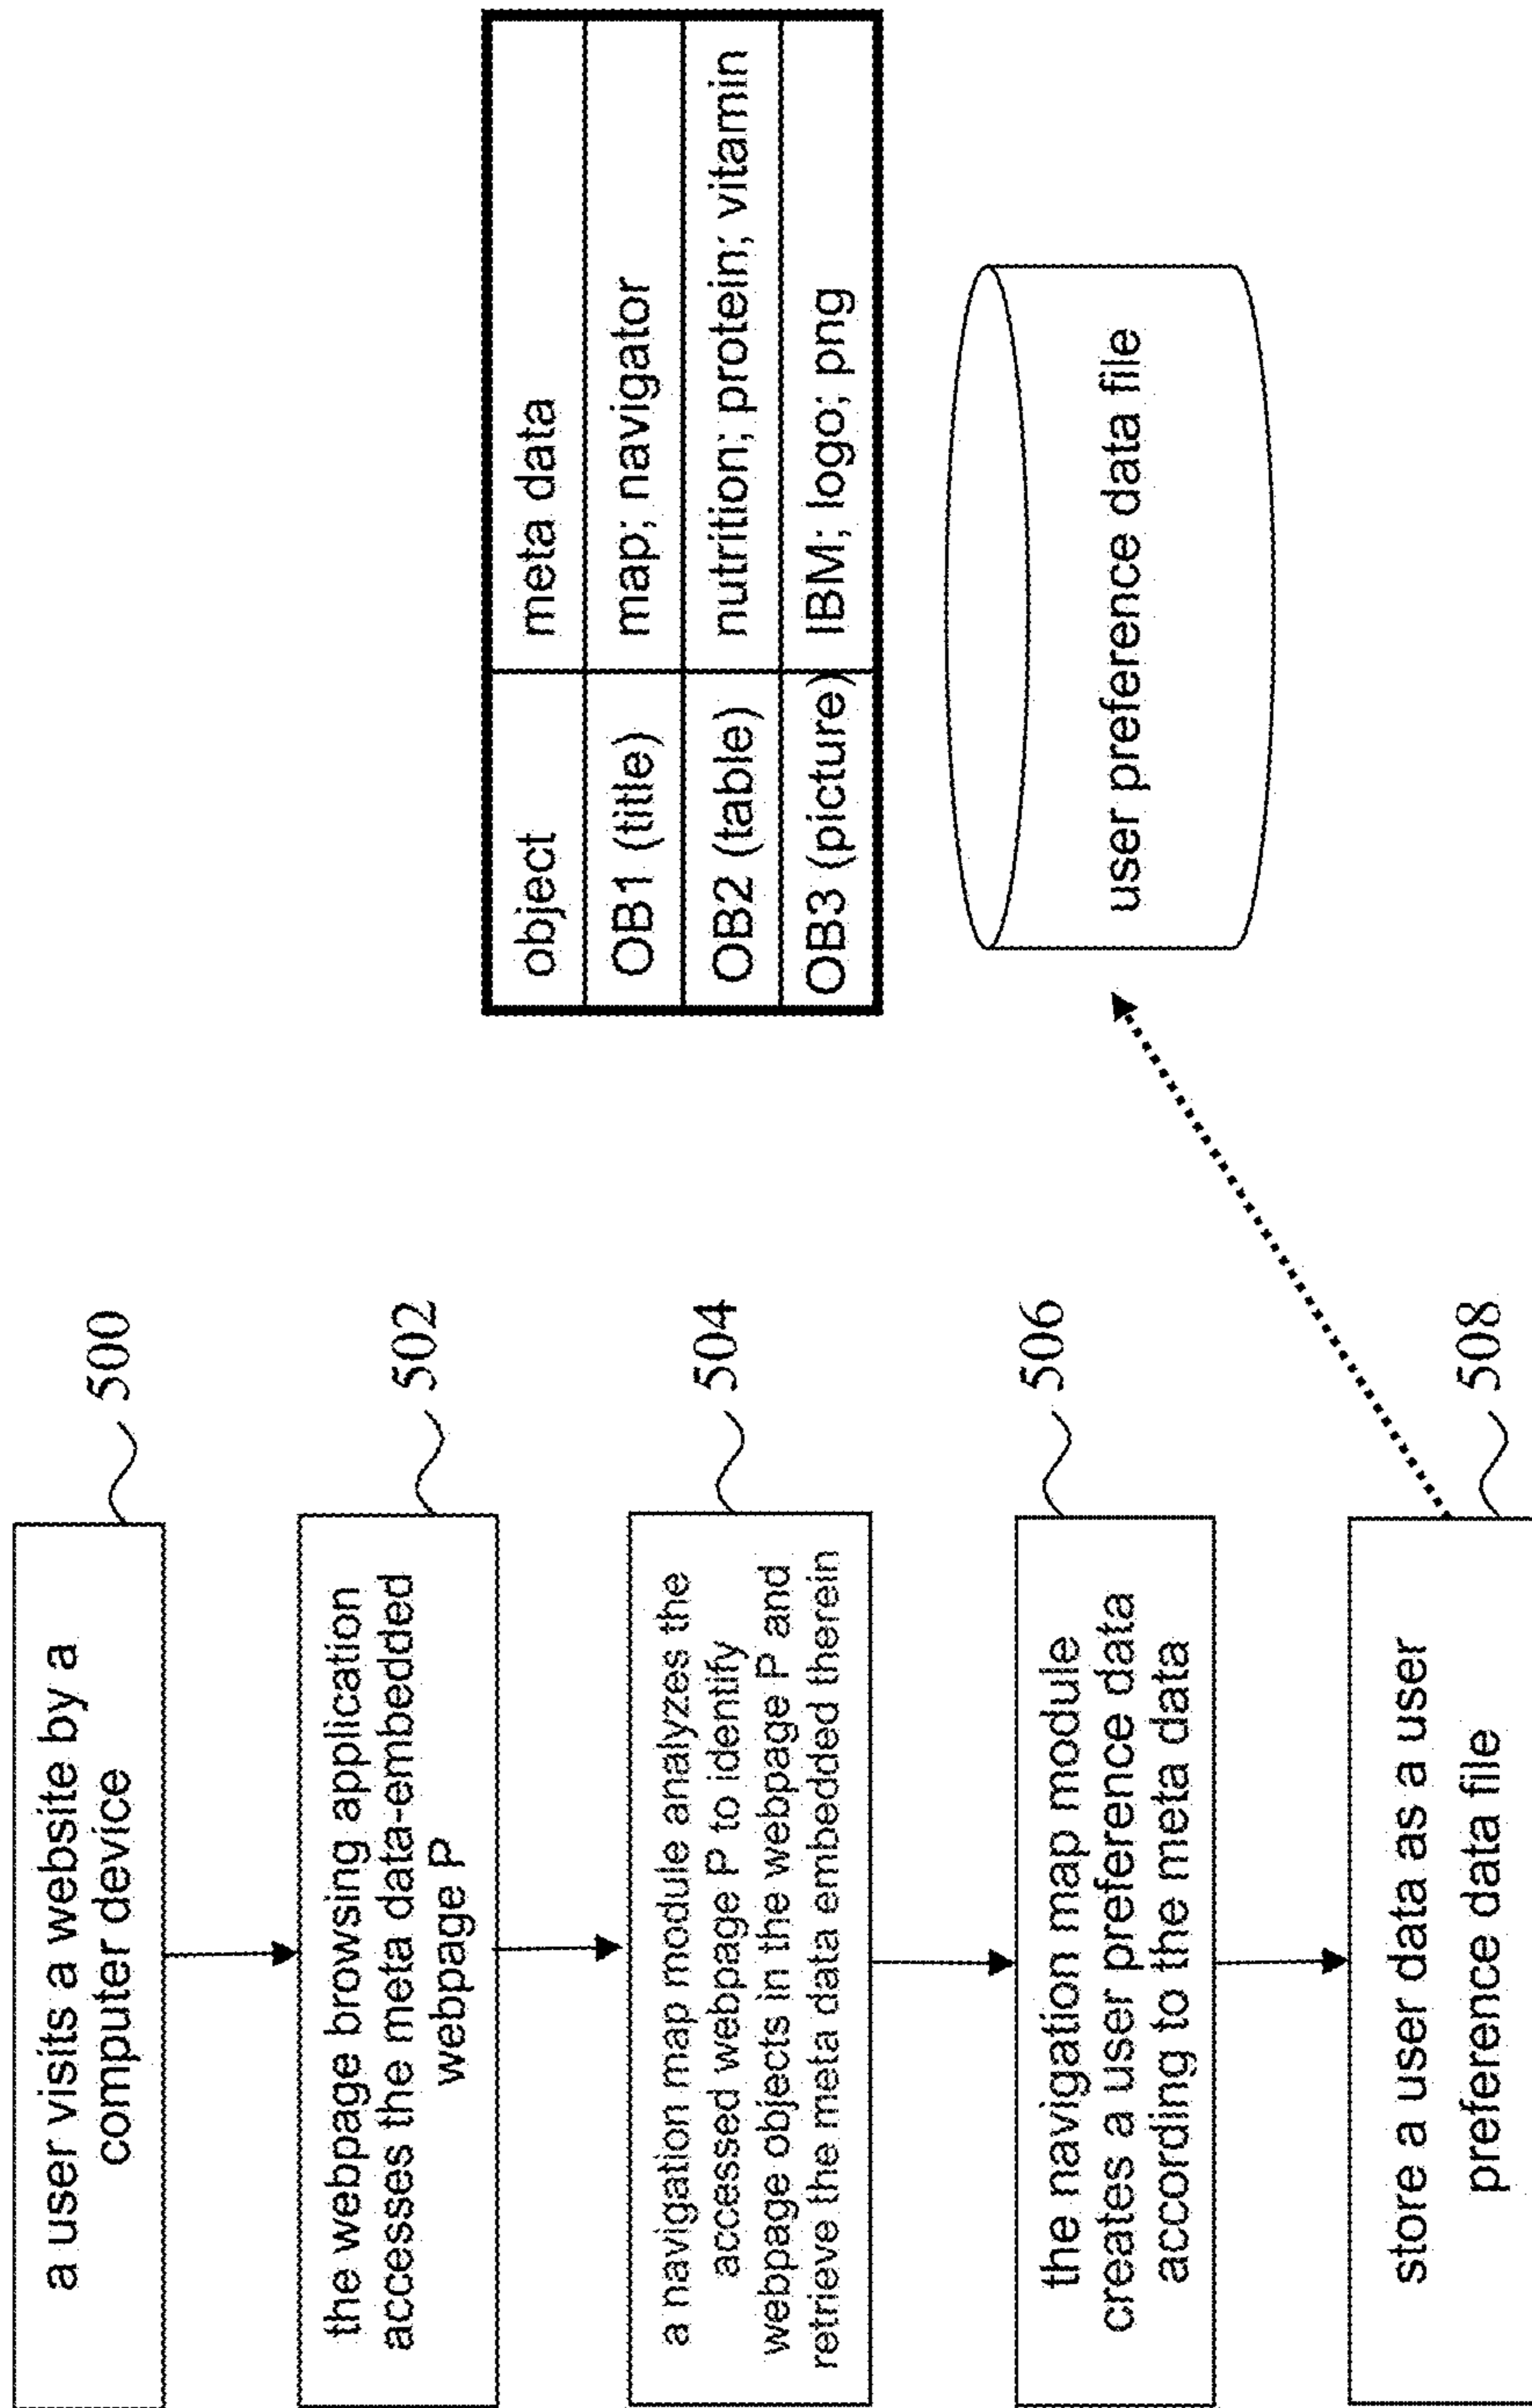 a user visits a website by a
computer device
500
the webpage browsing application
accesses the meta data-embedded
webpage P
502
a navigation map module analyzes the
accessed webpage P to identify
webpage objects in the webpage P and
retrieve the meta data embedded therein
504
the navigation map module
creates a user preference data
according to the meta data
506
store a user data as a user
preference data file
508
object meta data
OB1 (title) map; navigator
OB2 (table) nutrition; protein; vitamin
OB3 (picture) IBM; logo; png
user preference data file